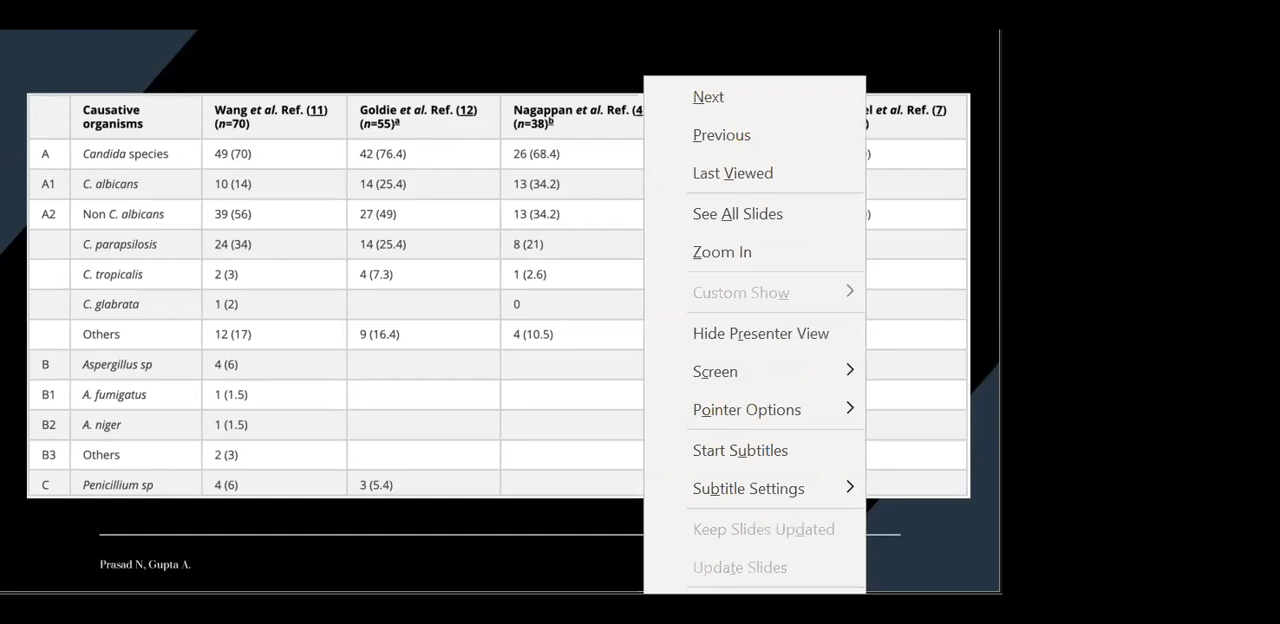 Causative organisms Wang et al. Ref. (11) (n=70) Goldie et al. Ref. (12) (n=55)a Nagappan et al. Ref. (4 (n=38)b el et al. Ref. (7) )
A Candida species 49 (70) 42 (76.4) 26 (68.4) )
A1 C. albicans 10 (14) 14 (25.4) 13 (34.2)
A2 Non C. albicans 39 (56) 27 (49) 13 (34.2) )
C. parapsilosis 24 (34) 14 (25.4) 8 (21)
C. tropicalis 2 (3) 4 (7.3) 1 (2.6)
C. glabrata 1 (2) 0
Others 12 (17) 9 (16.4) 4 (10.5)
B Aspergillus sp 4 (6)
B1 A. fumigatus 1 (1.5)
B2 A. niger 1 (1.5)
B3 Others 2 (3)
C Penicillium sp 4 (6) 3 (5.4)
Next
Previous
Last Viewed
See All Slides
Zoom In
Custom Show
Hide Presenter View
Screen
Pointer Options
Start Subtitles
Subtitle Settings
Keep Slides Updated
Update Slides
Prasad N, Gupta A.